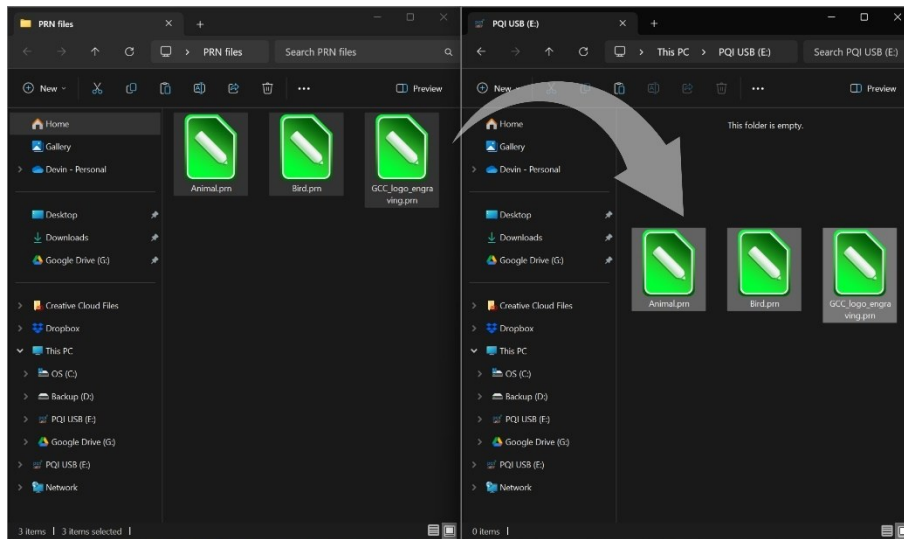 PRN files
PRN files
Search PRN files
New
Preview
Home
Gallery
Devin - Personal
Desktop
Downloads
Google Drive (G:)
Creative Cloud Files
Dropbox
This PC
OS (C:)
Backup (D:)
PQI USB (E:)
Google Drive (G:)
PQI USB (E:)
Network
Animal.prn
Bird.prn
GCC_logo_engra
ving.prn
3 items
3 items selected
PQI USB (E:)
This PC
PQI USB (E:)
Search PQI USB (E:)
New
Preview
Home
Gallery
Devin - Personal
Desktop
Downloads
Google Drive (G:)
Creative Cloud Files
Dropbox
This PC
OS (C:)
Backup (D:)
PQI USB (E:)
Google Drive (G:)
PQI USB (E:)
Network
This folder is empty.
Animal.prn
Bird.prn
GCC_logo_engra
ving.prn
0 items